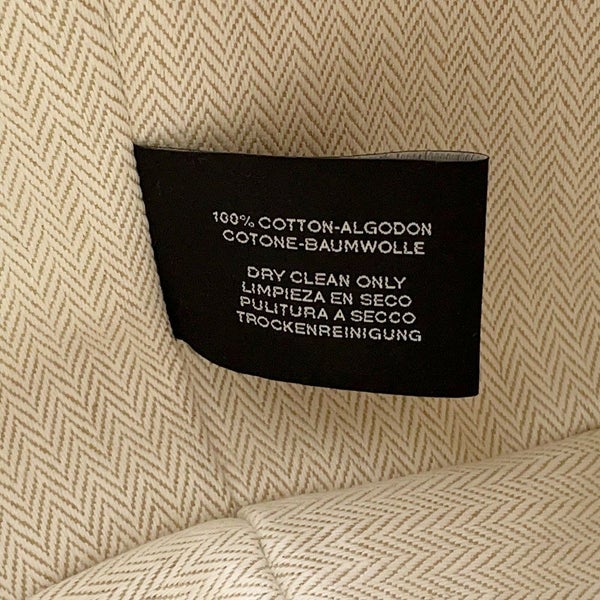 100% COTTON-ALGODON
COTONE-BAUMWOLLE
DRY CLEAN ONLY
LIMPIEZA EN SECO
PULITURA A SECCO
TROCKENREINIGUNG